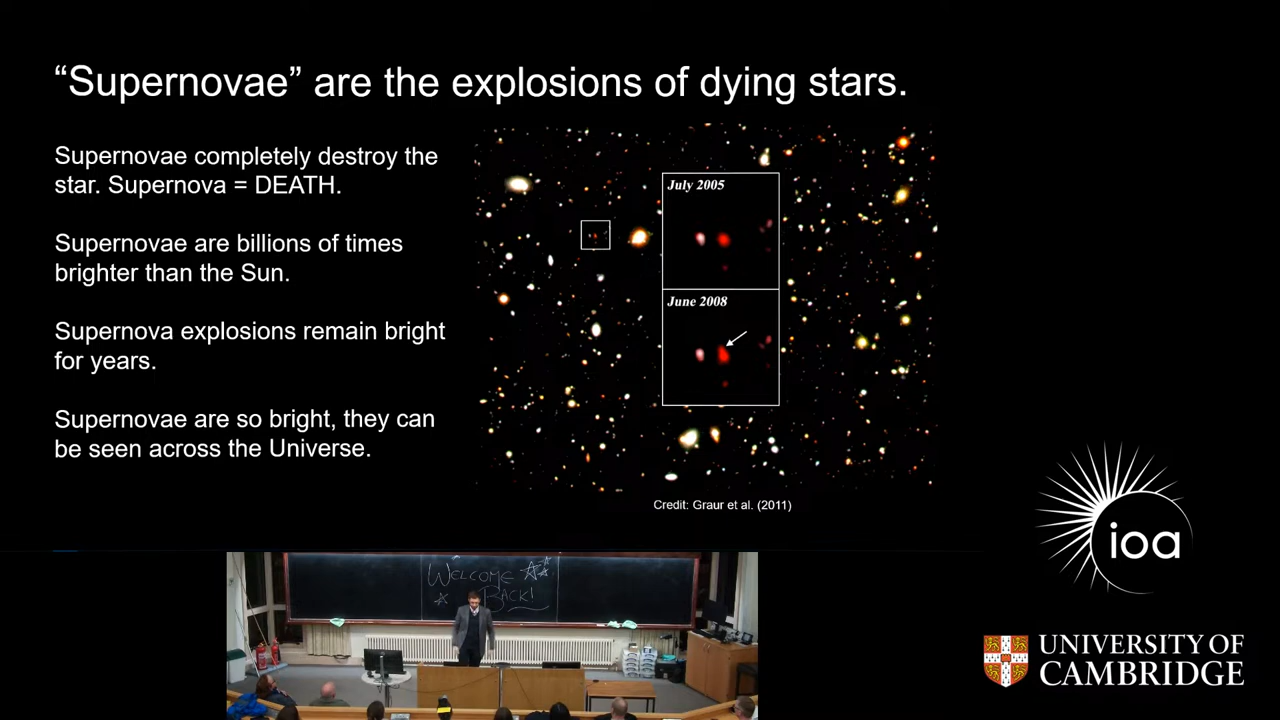 “Supernovae” are the explosions of dying stars.
Supernovae completely destroy the
star. Supernova = DEATH.
Supernovae are billions of times
brighter than the Sun.
Supernova explosions remain bright
for years.
Supernovae are so bright, they can
be seen across the Universe.
July 2005
June 2008
Credit: Graur et al. (2011)
WELCOME
BACK!
ioa
UNIVERSITY OF
CAMBRIDGE